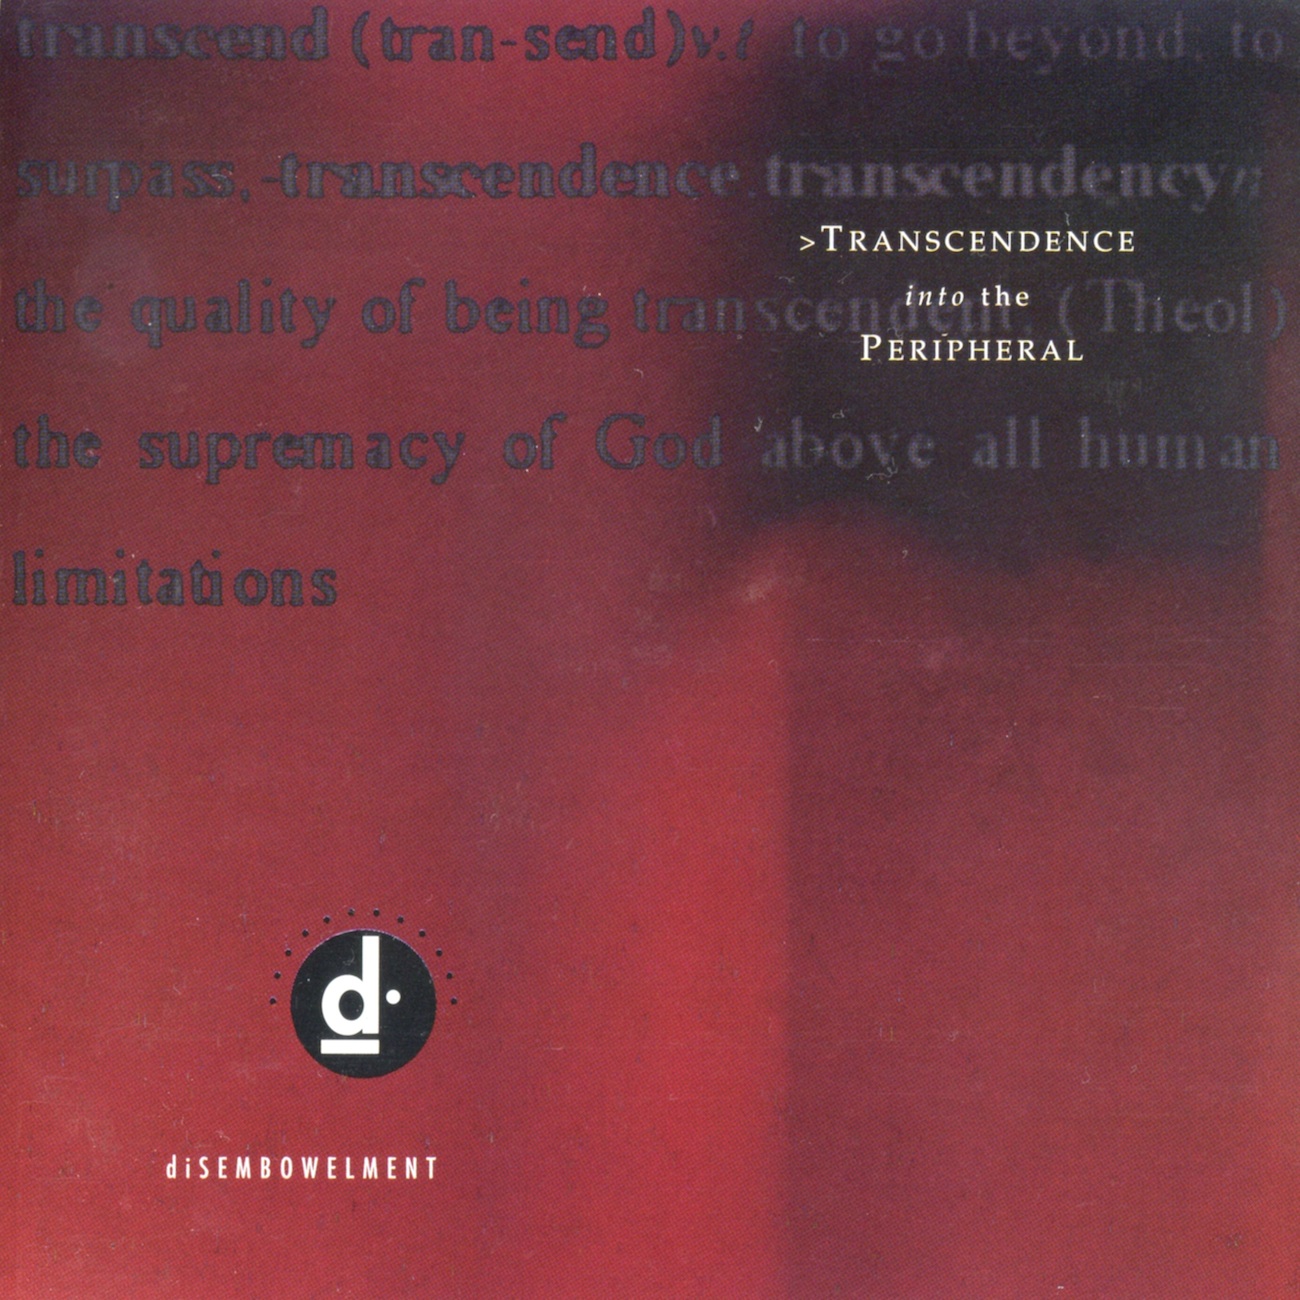 transcend (tran-send) v.t to go beyond, to
surpass, -transcendence, transcendency n
the quality of being transcendent. (Theol)
the supremacy of God above all human
limitations
>TRANSCENDENCE
into the
PERIPHERAL
d·
diSEMBOWELMENT